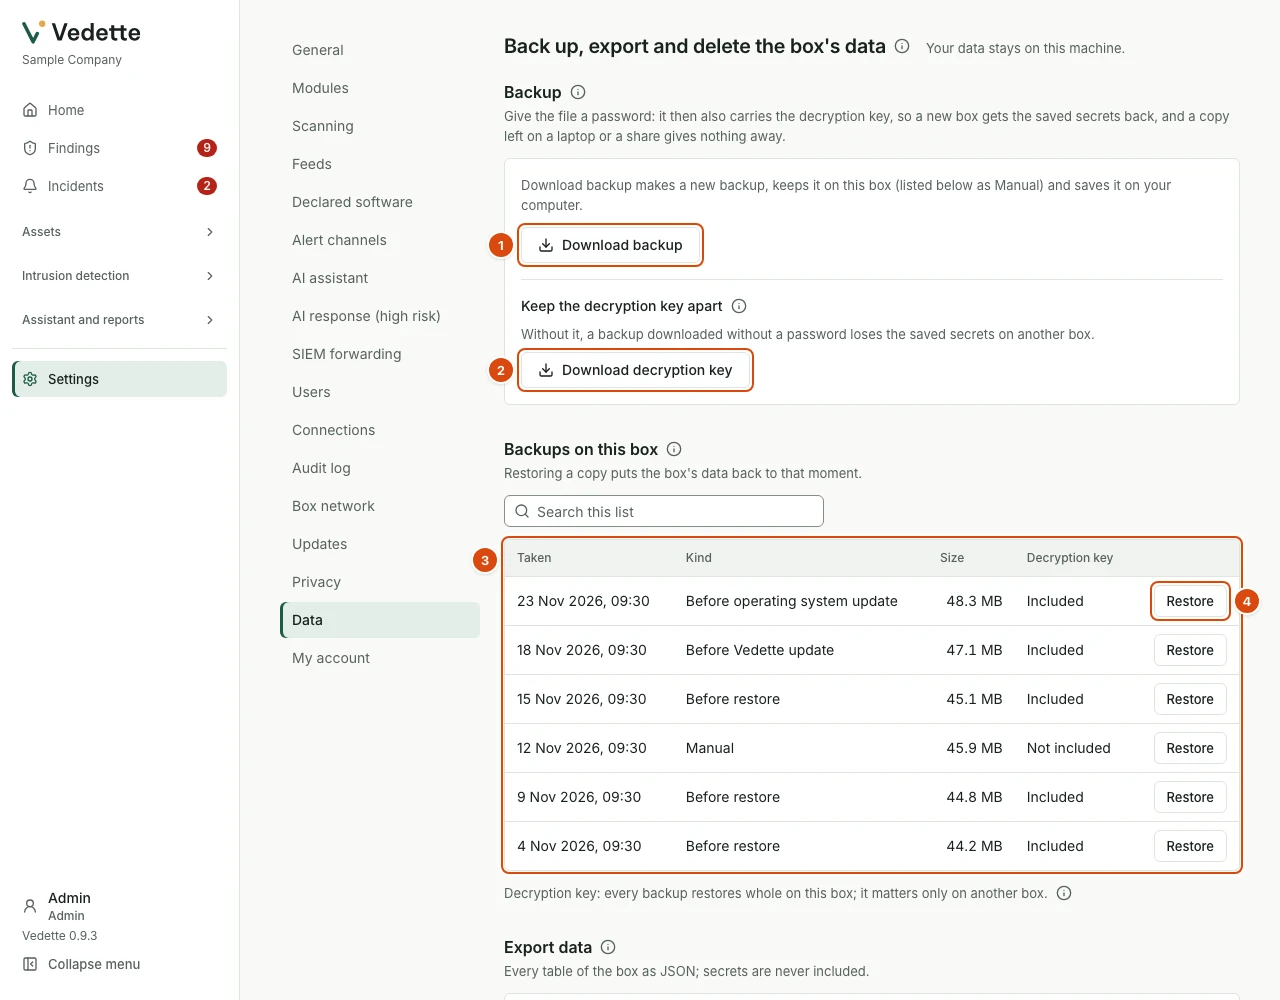 Vedette
Sample Company
Home
Findings 9
Incidents 2
Assets
Intrusion detection
Assistant and reports
Settings
Admin
Admin
Vedette 0.9.3
Collapse menu
General
Modules
Scanning
Feeds
Declared software
Alert channels
AI assistant
AI response (high risk)
SIEM forwarding
Users
Connections
Audit log
Box network
Updates
Privacy
Data
My account
Back up, export and delete the box's data Your data stays on this machine.
Backup
Give the file a password: it then also carries the decryption key, so a new box gets the saved secrets back, and a copy
left on a laptop or a share gives nothing away.
Download backup makes a new backup, keeps it on this box (listed below as Manual) and saves it on your
computer.
1 Download backup
Keep the decryption key apart
Without it, a backup downloaded without a password loses the saved secrets on another box.
2 Download decryption key
Backups on this box
Restoring a copy puts the box's data back to that moment.
Search this list
3 Taken Kind Size Decryption key
23 Nov 2026, 09:30 Before operating system update 48.3 MB Included Restore 4
18 Nov 2026, 09:30 Before Vedette update 47.1 MB Included Restore
15 Nov 2026, 09:30 Before restore 45.1 MB Included Restore
12 Nov 2026, 09:30 Manual 45.9 MB Not included Restore
9 Nov 2026, 09:30 Before restore 44.8 MB Included Restore
4 Nov 2026, 09:30 Before restore 44.2 MB Included Restore
Decryption key: every backup restores whole on this box; it matters only on another box.
Export data
Every table of the box as JSON; secrets are never included.